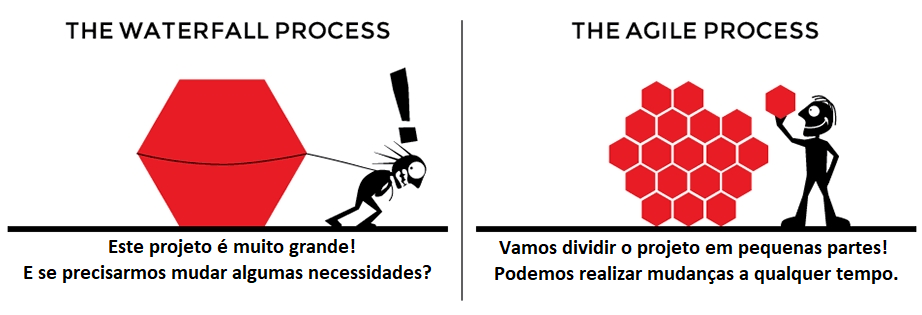 THE WATERFALL PROCESS
Este projeto é muito grande!
E se precisarmos mudar algumas necessidades?
THE AGILE PROCESS
Vamos dividir o projeto em pequenas partes!
Podemos realizar mudanças a qualquer tempo.